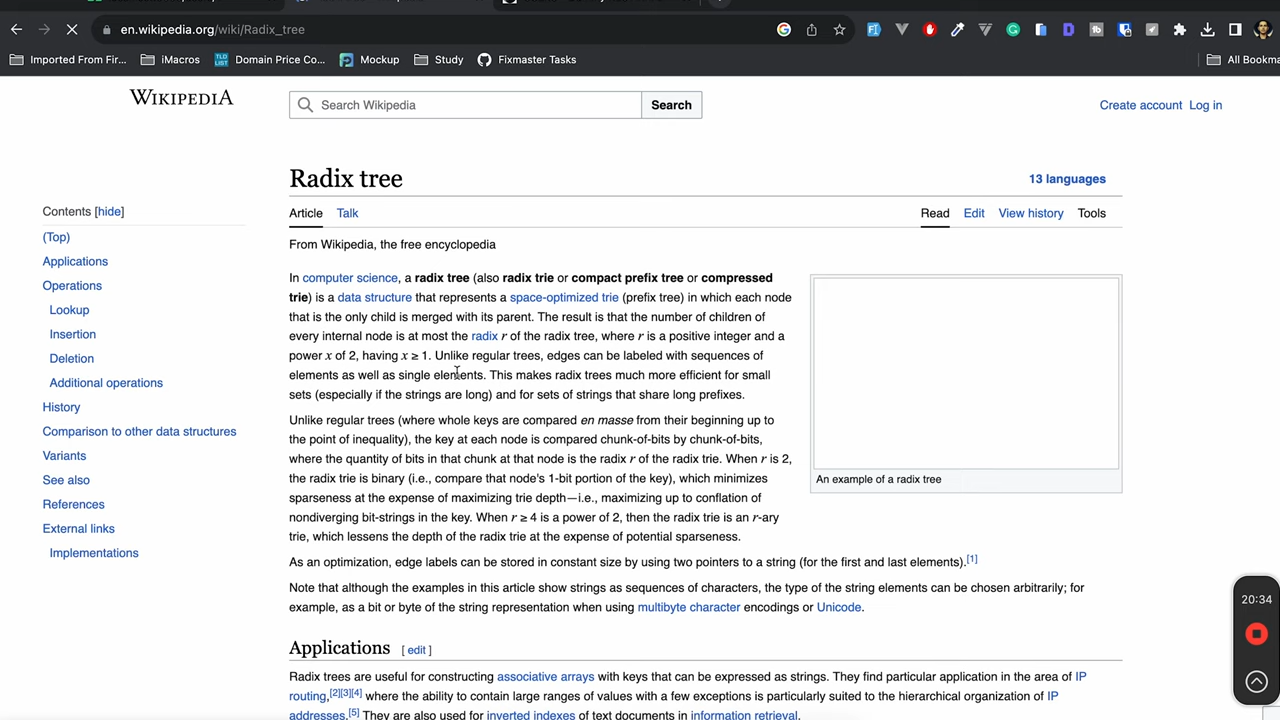 en.wikipedia.org/wiki/Radix_tree
Imported From Fir... iMacros Domain Price Co... Mockup Study Fixmaster Tasks All Bookma
WIKIPEDIA
Search Wikipedia Search
Create account Log in
Radix tree
13 languages
Contents [hide]
(Top)
Applications
Operations
Lookup
Insertion
Deletion
Additional operations
History
Comparison to other data structures
Variants
See also
References
External links
Implementations
Article Talk Read Edit View history Tools
From Wikipedia, the free encyclopedia
In computer science, a radix tree (also radix trie or compact prefix tree or compressed
trie) is a data structure that represents a space-optimized trie (prefix tree) in which each node
that is the only child is merged with its parent. The result is that the number of children of
every internal node is at most the radix r of the radix tree, where r is a positive integer and a
power x of 2, having x ≥ 1. Unlike regular trees, edges can be labeled with sequences of
elements as well as single elements. This makes radix trees much more efficient for small
sets (especially if the strings are long) and for sets of strings that share long prefixes.
An example of a radix tree
Unlike regular trees (where whole keys are compared en masse from their beginning up to
the point of inequality), the key at each node is compared chunk-of-bits by chunk-of-bits,
where the quantity of bits in that chunk at that node is the radix r of the radix trie. When r is 2,
the radix trie is binary (i.e., compare that node's 1-bit portion of the key), which minimizes
sparseness at the expense of maximizing trie depth—i.e., maximizing up to conflation of
nondiverging bit-strings in the key. When r ≥ 4 is a power of 2, then the radix trie is an r-ary
trie, which lessens the depth of the radix trie at the expense of potential sparseness.
As an optimization, edge labels can be stored in constant size by using two pointers to a string (for the first and last elements).[1]
Note that although the examples in this article show strings as sequences of characters, the type of the string elements can be chosen arbitrarily; for
example, as a bit or byte of the string representation when using multibyte character encodings or Unicode.
Applications [ edit ]
Radix trees are useful for constructing associative arrays with keys that can be expressed as strings. They find particular application in the area of IP
routing,[2][3][4] where the ability to contain large ranges of values with a few exceptions is particularly suited to the hierarchical organization of IP
addresses.[5] They are also used for inverted indexes of text documents in information retrieval.
20:34